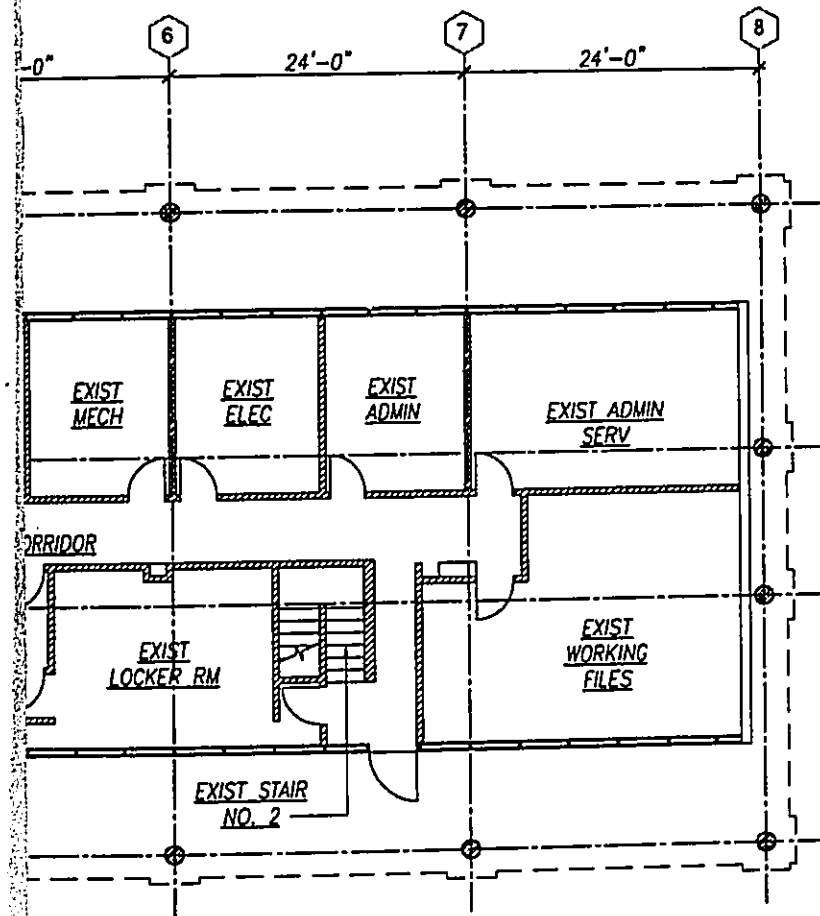 6
7
8
-0"
24'-0"
24'-0"
EXIST
MECH
EXIST
ELEC
EXIST
ADMIN
EXIST ADMIN
SERV
ORRIDOR
EXIST
LOCKER RM
EXIST
WORKING
FILES
EXIST STAIR
NO. 2